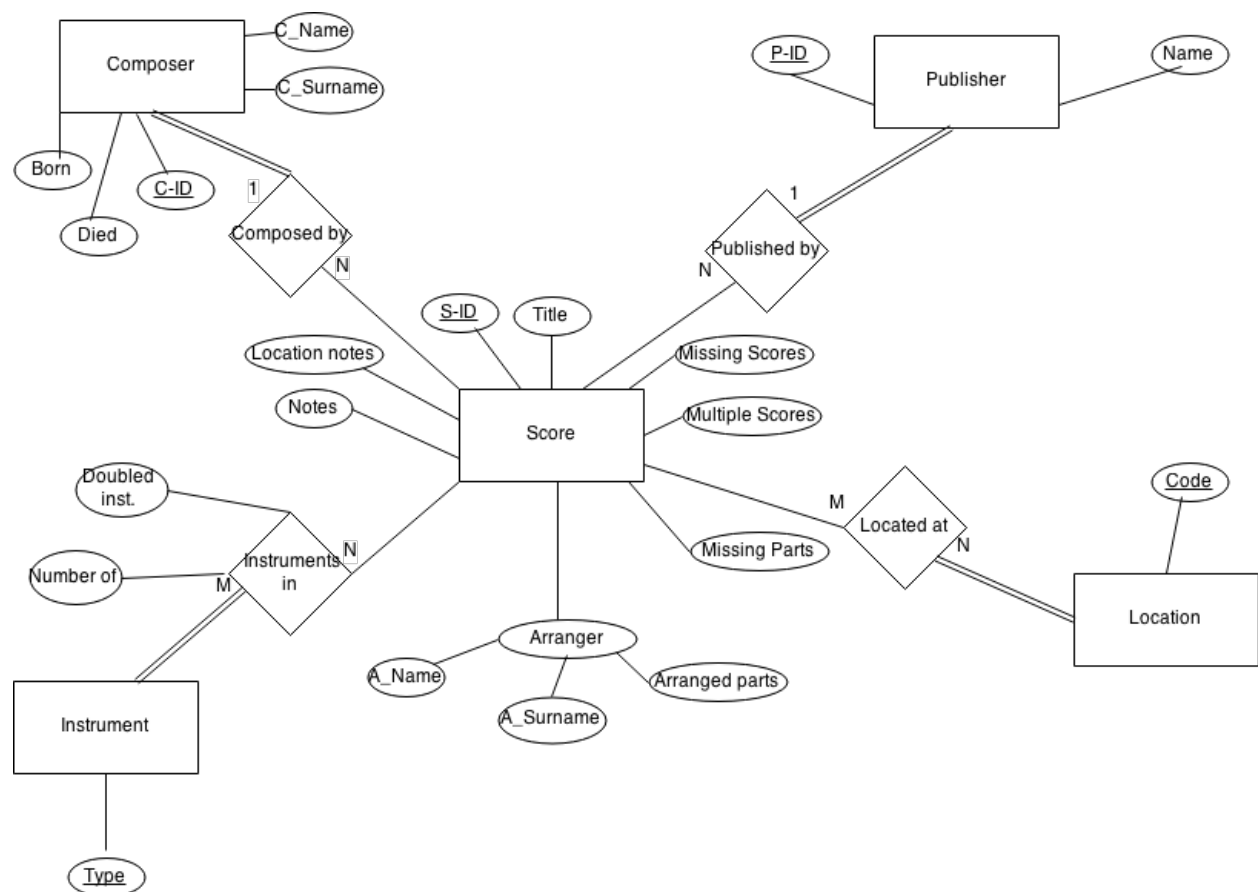 C_Name
Composer
C_Surname
Born
C-ID
Died
1
Composed by
N
P-ID
Publisher
Name
1
Published by
N
S-ID
Title
Location notes
Missing Scores
Notes
Multiple Scores
Score
Doubled
inst.
Code
M
Located at
N
Instruments
in
N
Number of
M
Missing Parts
Location
Arranger
A_Name
Arranged parts
A_Surname
Instrument
Type